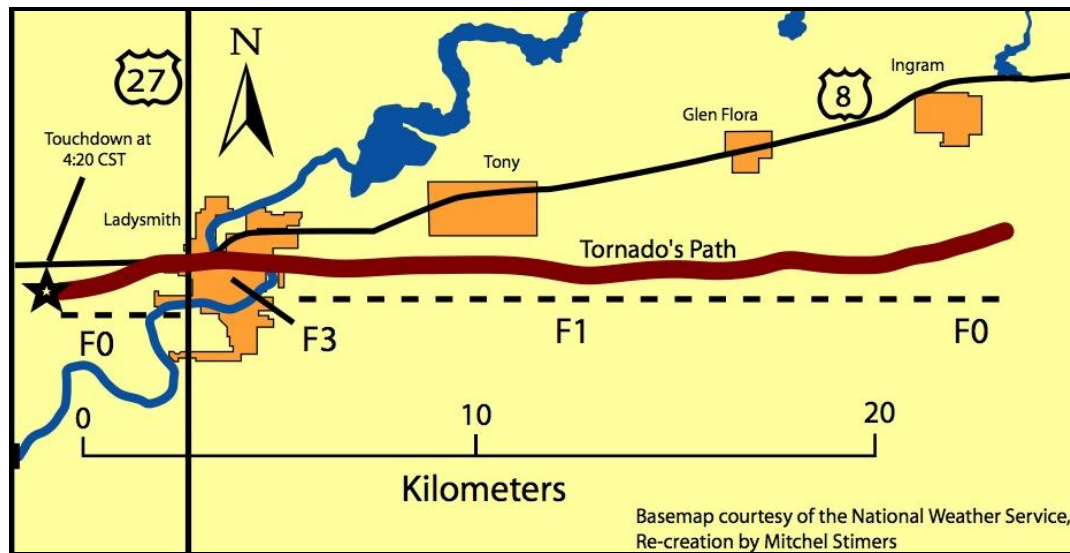 27
N
Ingram
8
Glen Flora
Touchdown at
4:20 CST
Tony
Ladysmith
Tornado's Path
F0
F3
F1
F0
0
10
20
Kilometers
Basemap courtesy of the National Weather Service,
Re-creation by Mitchel Stimers